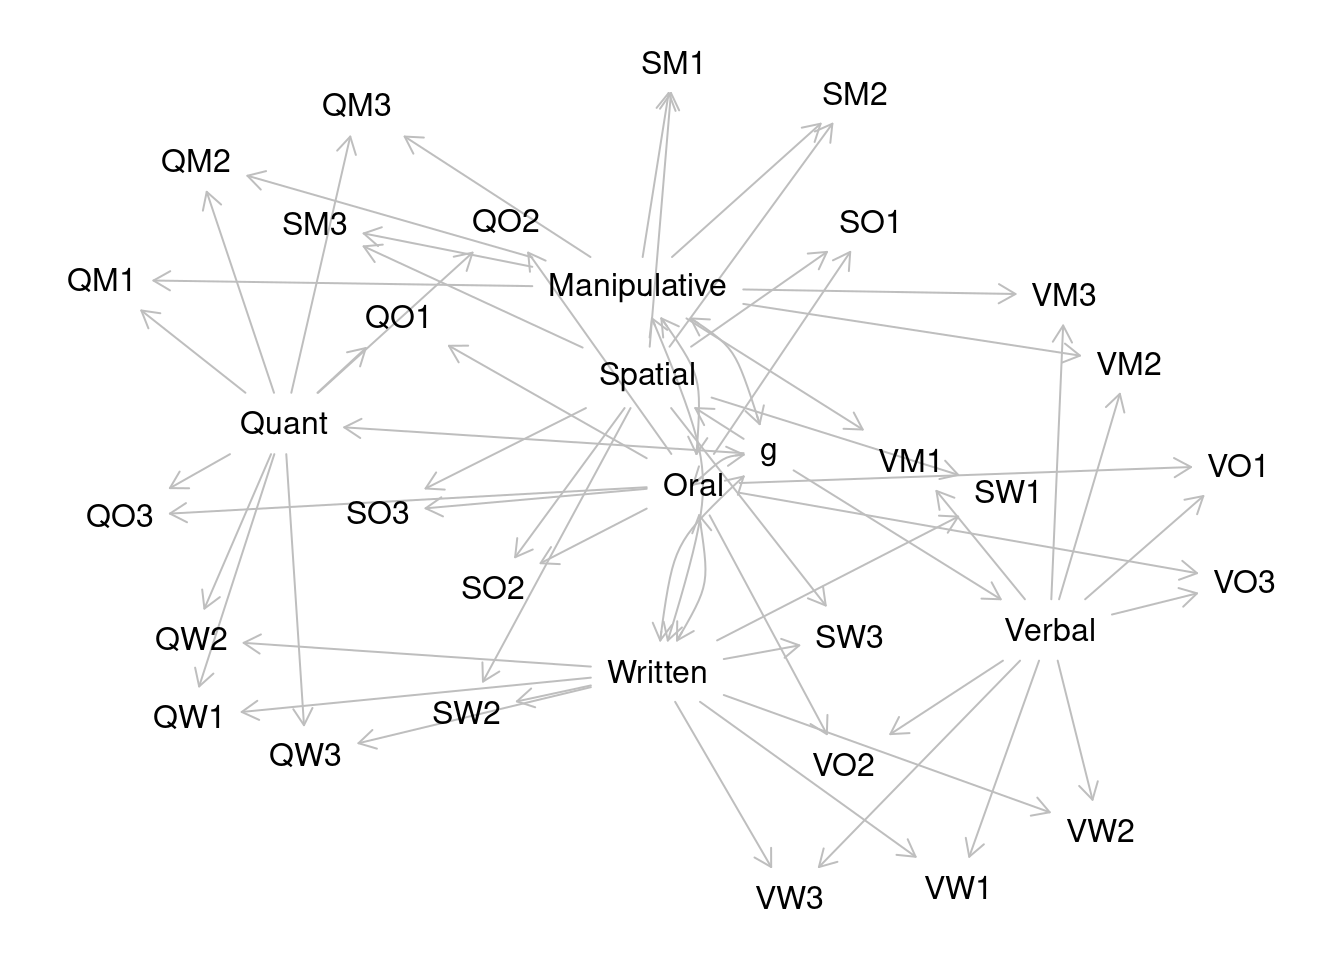 SM1
SM2
QM3
QM2
SM3
QO2
SO1
QM1
Manipulative
VM3
QO1
VM2
Spatial
Quant
g
VM1
VO1
Oral
SW1
QO3
SO3
SO2
VO3
QW2
SW3
Verbal
Written
QW1
SW2
QW3
VO2
VW2
VW3
VW1